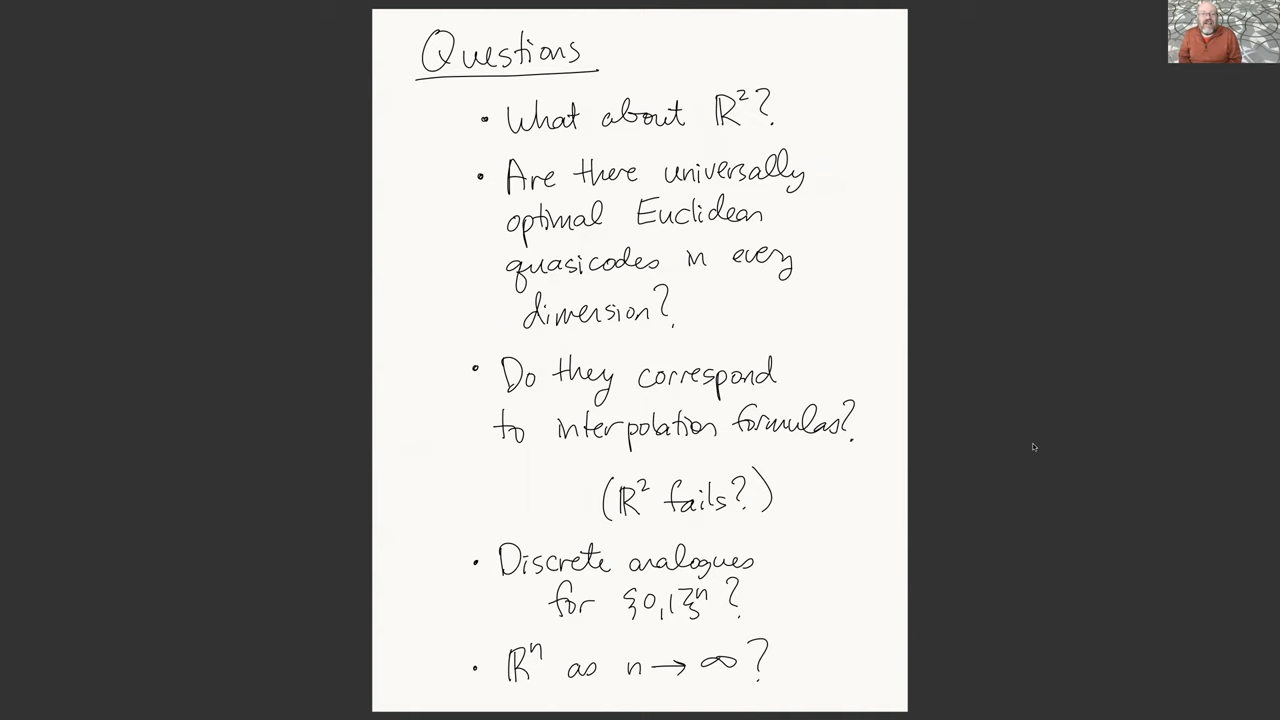 Questions
• What about ℝ²?
• Are there universally
optimal Euclidean
quasicodes in every
dimension?
• Do they correspond
to interpolation formulas?
(ℝ² fails?)
• Discrete analogues
for {0,1}ⁿ ?
• ℝⁿ as n → ∞ ?